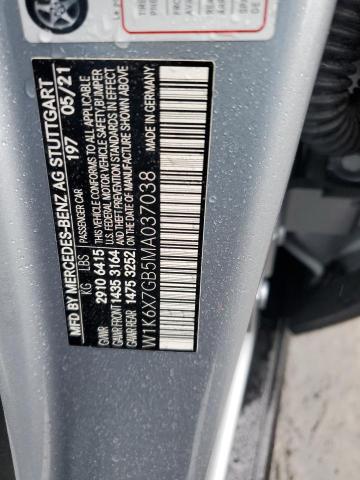 MFD BY MERCEDES-BENZ AG STUTTGART
197 05/21
PASSENGER CAR
KG LBS
GVWR 2910 6415
GAWR FRONT 1435 3164
GAWR REAR 1475 3252
THIS VEHICLE CONFORMS TO ALL APPLICABLE
U.S. FEDERAL MOTOR VEHICLE SAFETY, BUMPER
AND THEFT PREVENTION STANDARDS IN EFFECT
ON THE DATE OF MANUFACTURE SHOWN ABOVE
MADE IN GERMANY
W1K6X7GB5MA037038